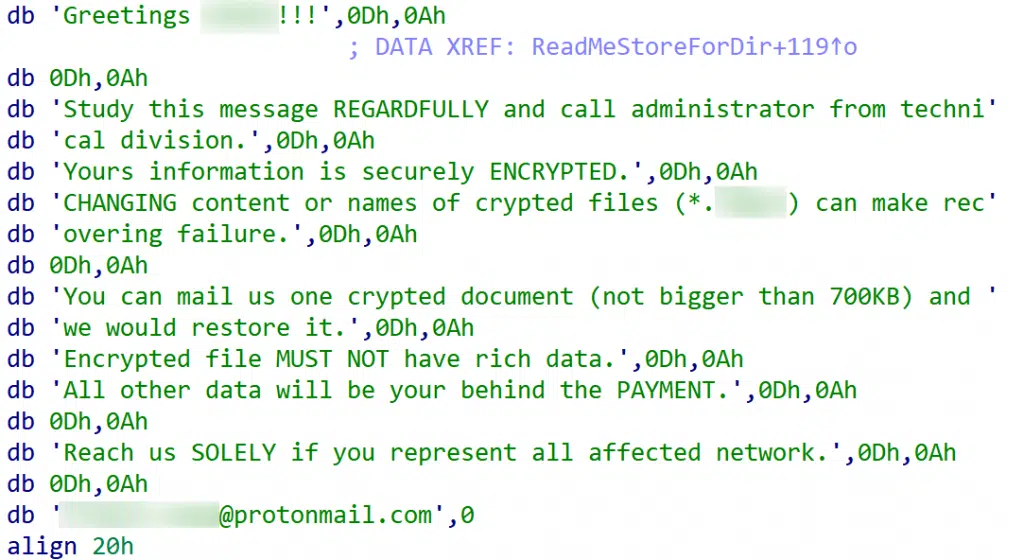 db 'Greetings !!!',0Dh,0Ah
; DATA XREF: ReadMeStoreForDir+119↑o
db 0Dh,0Ah
db 'Study this message REGARDFULLY and call administrator from techni'
db 'cal division.',0Dh,0Ah
db 'Yours information is securely ENCRYPTED.',0Dh,0Ah
db 'CHANGING content or names of crypted files (*. ) can make rec'
db 'overing failure.',0Dh,0Ah
db 0Dh,0Ah
db 'You can mail us one crypted document (not bigger than 700KB) and '
db 'we would restore it.',0Dh,0Ah
db 'Encrypted file MUST NOT have rich data.',0Dh,0Ah
db 'All other data will be your behind the PAYMENT.',0Dh,0Ah
db 0Dh,0Ah
db 'Reach us SOLELY if you represent all affected network.',0Dh,0Ah
db 0Dh,0Ah
db ' @protonmail.com',0
align 20h